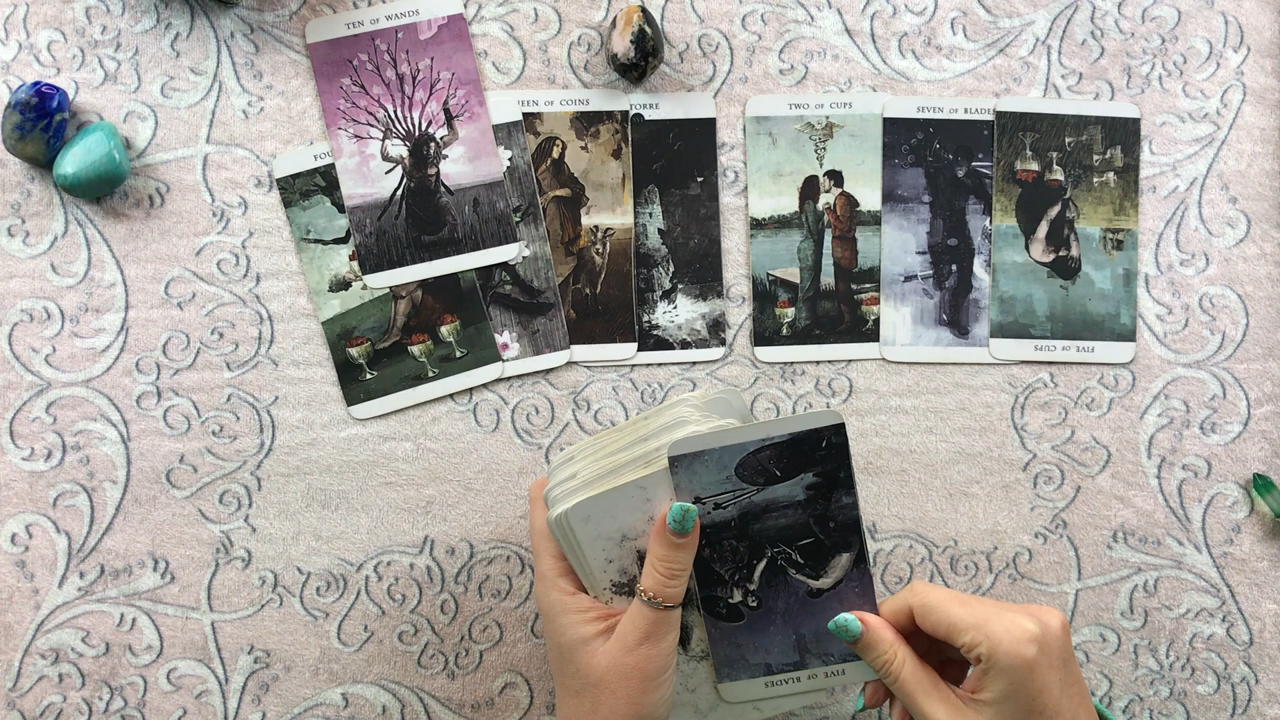 TEN OF WANDS
FOU
EEN OF COINS
TORRE
TWO OF CUPS
SEVEN OF BLADES
FIVE OF CUPS
FIVE OF BLADES